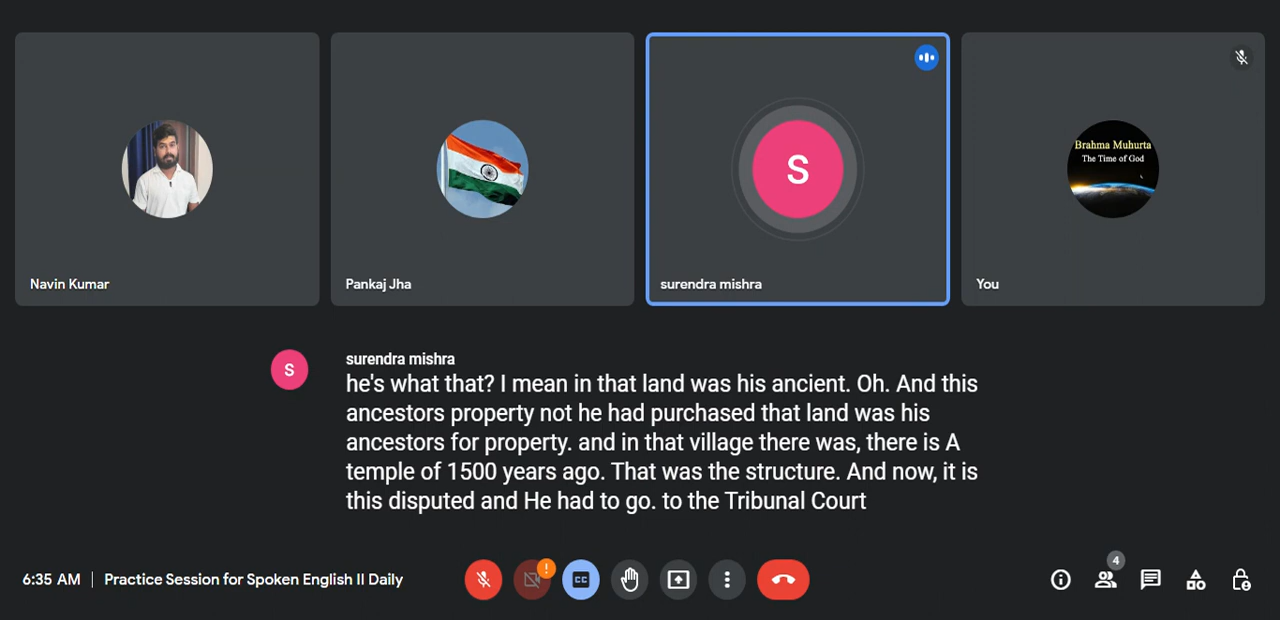 Brahma Muhurta
The Time of God
S
Navin Kumar
Pankaj Jha
surendra mishra
You
S
surendra mishra
he's what that? I mean in that land was his ancient. Oh. And this
ancestors property not he had purchased that land was his
ancestors for property. and in that village there was, there is A
temple of 1500 years ago. That was the structure. And now, it is
this disputed and He had to go. to the Tribunal Court
6:35 AM | Practice Session for Spoken English II Daily
!
CC
4